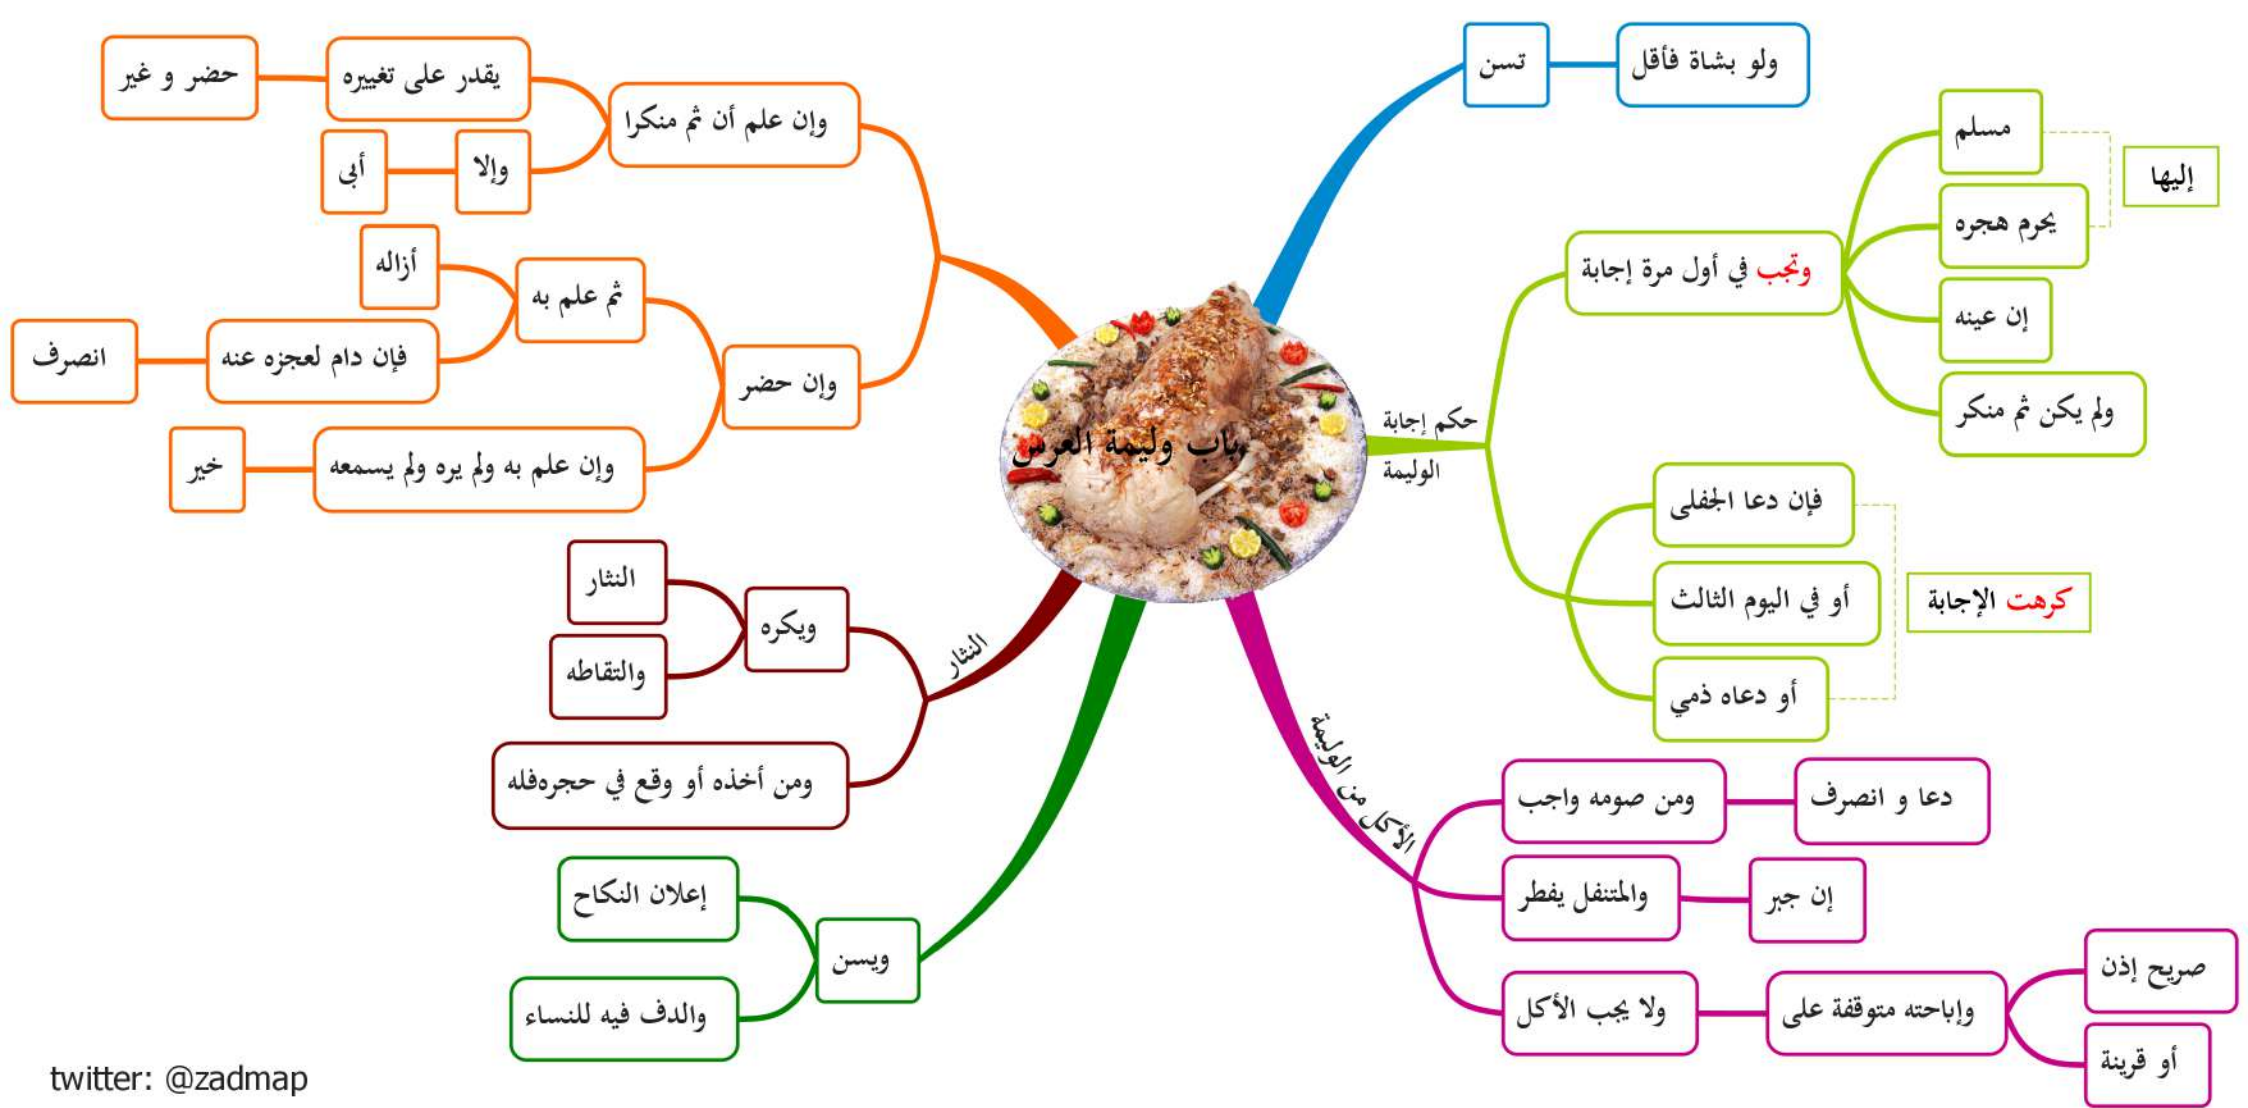 باب وليمة العرس
تسن
ولو بشاة فأقل
حكم إجابة
الوليمة
وتجب في أول مرة إجابة
مسلم
يحرم هجره
إليها
إن عينه
ولم يكن ثم منكر
فإن دعا الجفلى
أو في اليوم الثالث
أو دعاه ذمي
كرهت الإجابة
الأكل من الوليمة
ومن صومه واجب
دعا و انصرف
والمتنفل يفطر
إن جبر
ولا يجب الأكل
وإباحته متوقفة على
صريح إذن
أو قرينة
وإن علم أن ثم منكرا
يقدر على تغييره
حضر و غير
وإلا
أبى
وإن حضر
ثم علم به
أزاله
فإن دام لعجزه عنه
انصرف
وإن علم به ولم يره ولم يسمعه
خير
النثار
ويكره
النثار
والتقاطه
ومن أخذه أو وقع في حجره فله
ويسن
إعلان النكاح
والدف فيه للنساء
twitter: @zadmap